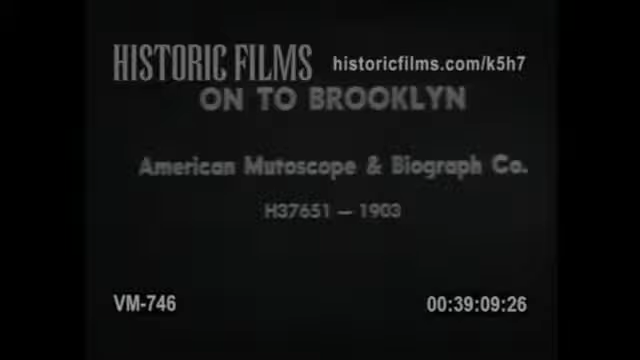 HISTORIC FILMS historicfilms.com/k5h7
ON TO BROOKLYN
American Mutoscope & Biograph Co.
H37651 — 1903
VM-746 00:39:09:26